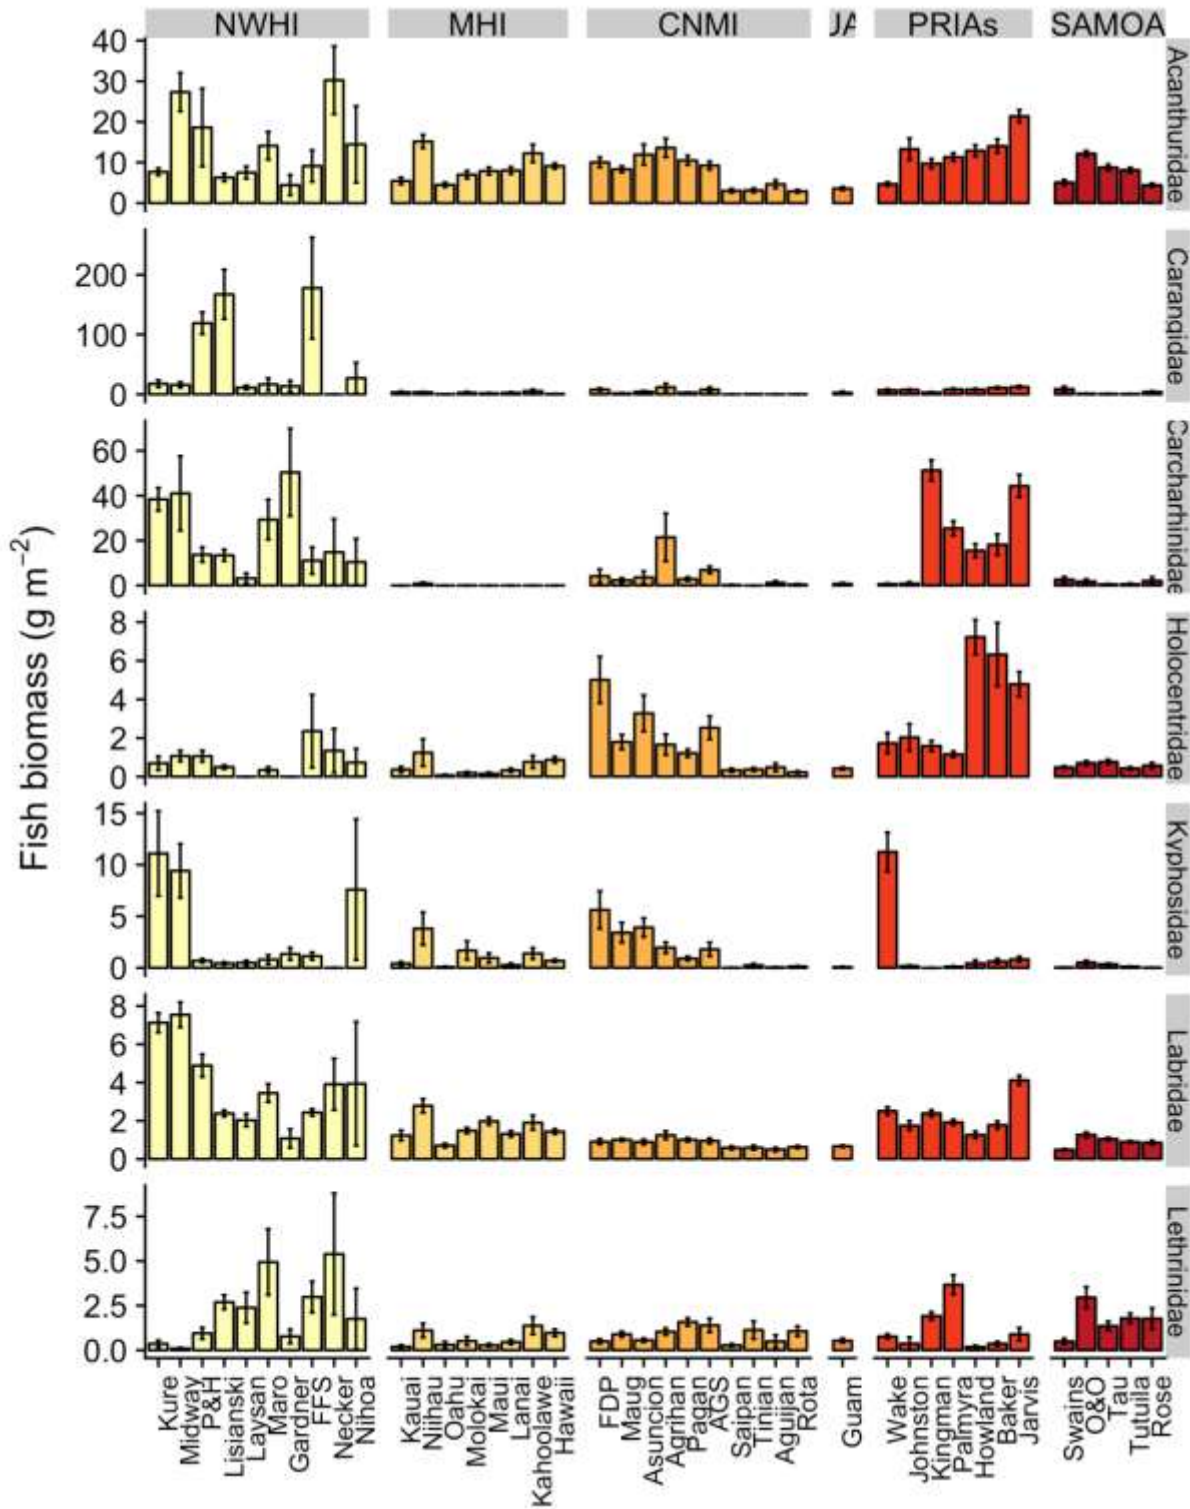 NWHI MHI CNMI JA PRIAs SAMOA
Fish biomass (g m⁻²)
40
30
20
10
0
Acanthuridae
200
100
0
Carangidae
60
40
20
0
Carcharhinidae
8
6
4
2
0
Holocentridae
15
10
5
0
Kyphosidae
8
6
4
2
0
Labridae
7.5
5.0
2.5
0.0
Lethrinidae
Kure
Midway
P&H
Lisianski
Laysan
Maro
Gardner
FFS
Necker
Nihoa
Kauai
Niihau
Oahu
Molokai
Maui
Lanai
Kahoolawe
Hawaii
FDP
Maug
Asuncion
Agrihan
Pagan
AGS
Saipan
Tinian
Aguijan
Rota
Guam
Wake
Johnston
Kingman
Palmyra
Howland
Baker
Jarvis
Swains
O&O
Tau
Tutuila
Rose